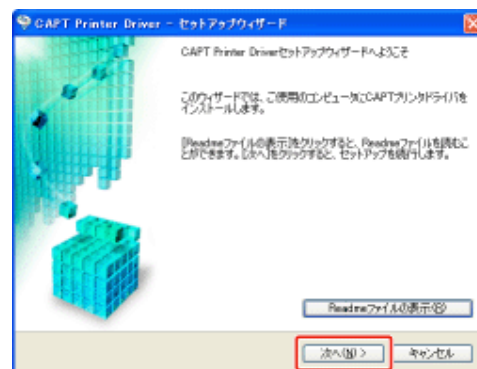 CAPT Printer Driver - セットアップウィザード
CAPT Printer Driverセットアップウィザードへようこそ
このウィザードでは、ご使用のコンピュータにCAPTプリンタドライバを
インストールします。
[Readmeファイルの表示]をクリックすると、Readmeファイルを読むこ
とができます。[次へ]をクリックすると、セットアップを続行します。
Readmeファイルの表示(R)
次へ(N) >
キャンセル